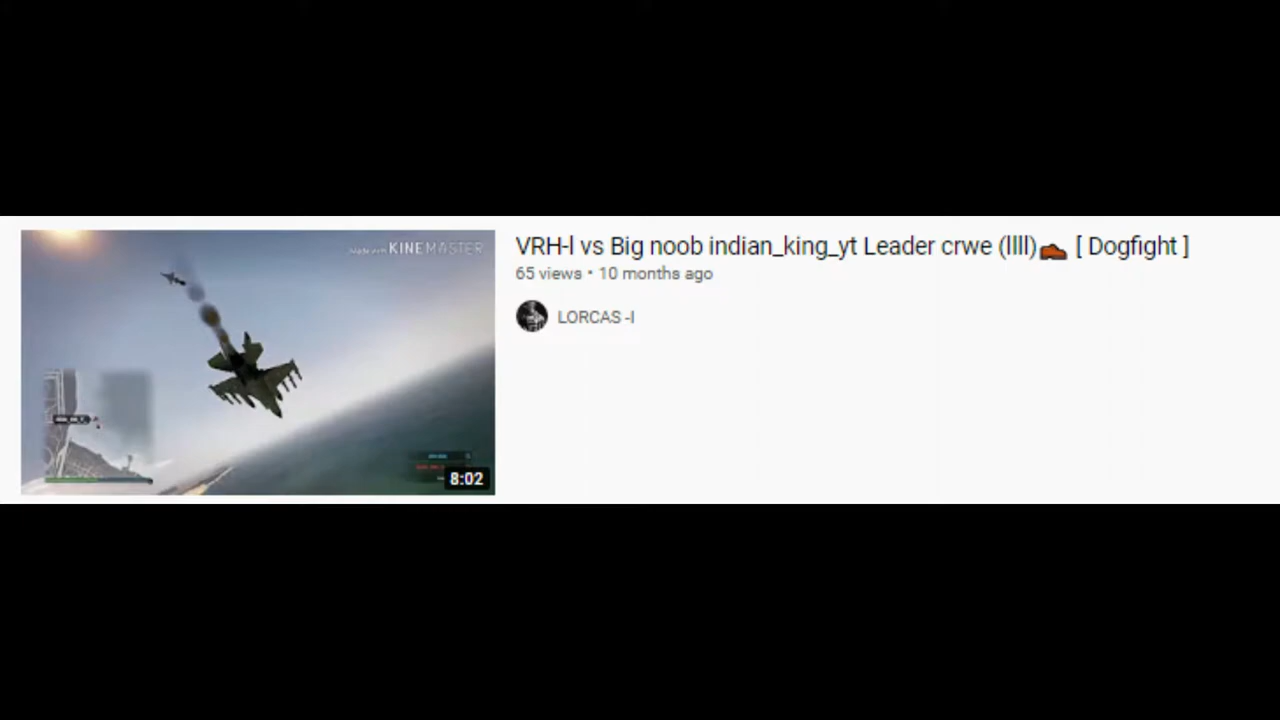 Made with KINEMASTER
VRH-l vs Big noob indian_king_yt Leader crwe (llll)👞 [ Dogfight ]
65 views • 10 months ago
LORCAS -l
8:02